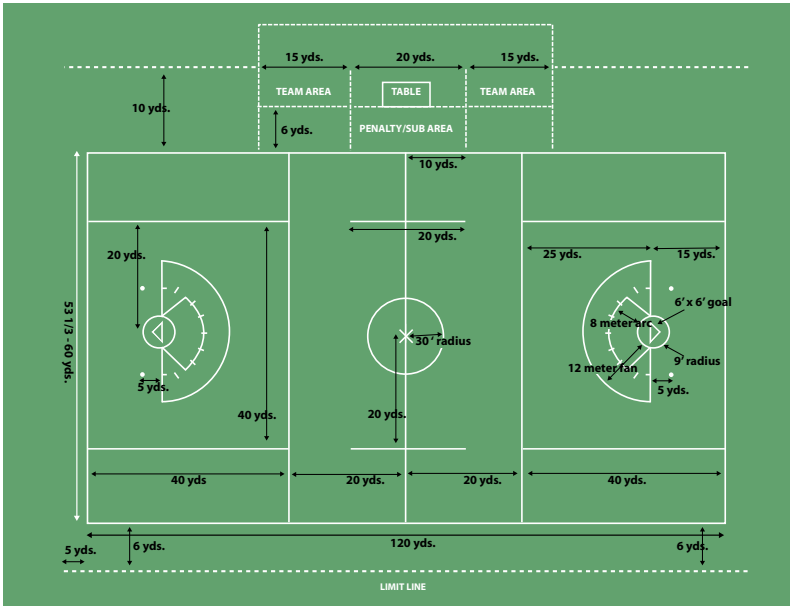 15 yds.
20 yds.
15 yds.
TEAM AREA
TABLE
TEAM AREA
10 yds.
6 yds.
PENALTY/SUB AREA
10 yds.
20 yds.
20 yds.
25 yds.
15 yds.
53 1/3 - 60 yds.
6’ x 6’ goal
8 meter arc
30 ‘ radius
9’ radius
12 meter fan
5 yds.
5 yds.
40 yds.
20 yds.
40 yds
20 yds.
20 yds.
40 yds.
120 yds.
5 yds.
6 yds.
6 yds.
LIMIT LINE